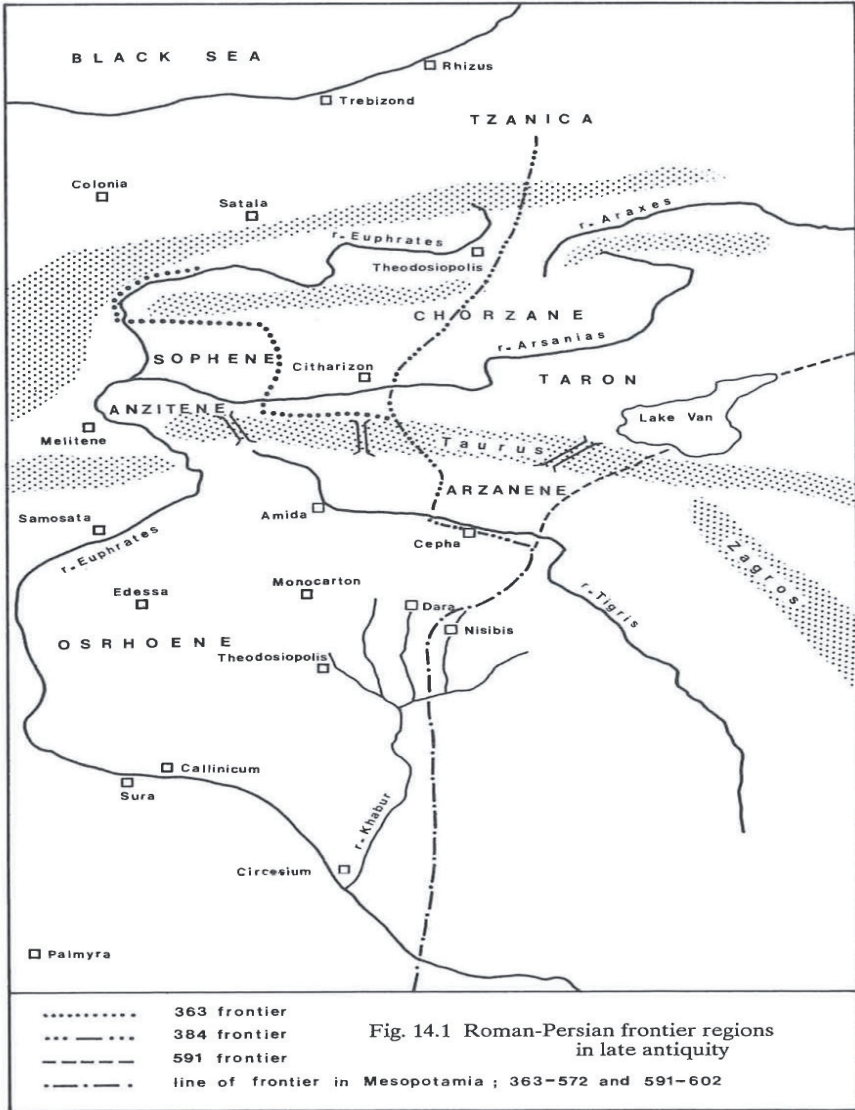 BLACK SEA
Rhizus
Trebizond
TZANICA
Colonia
Satala
r-Araxes
r-Euphrates
Theodosiopolis
CHORZANE
r-Arsanias
SOPHENE
Citharizon
TARON
ANZITENE
Lake Van
Melitene
Taurus
ARZANENE
Samosata
Amida
Cepha
r-Euphrates
Zagros
Edessa
Monocarton
Dara
r-Tigris
Nisibis
OSRHOENE
Theodosiopolis
Callinicum
Sura
r-Khabur
Circesium
Palmyra
363 frontier
384 frontier
591 frontier
line of frontier in Mesopotamia ; 363-572 and 591-602
Fig. 14.1 Roman-Persian frontier regions
in late antiquity